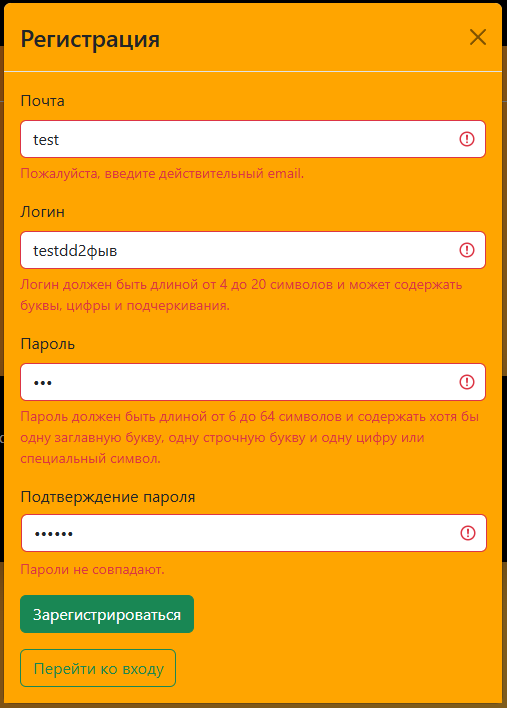 Регистрация
Почта
test
Пожалуйста, введите действительный email.
Логин
testdd2фыв
Логин должен быть длиной от 4 до 20 символов и может содержать
буквы, цифры и подчеркивания.
Пароль
•••
Пароль должен быть длиной от 6 до 64 символов и содержать хотя бы
одну заглавную букву, одну строчную букву и одну цифру или
специальный символ.
Подтверждение пароля
••••••
Пароли не совпадают.
Зарегистрироваться
Перейти ко входу